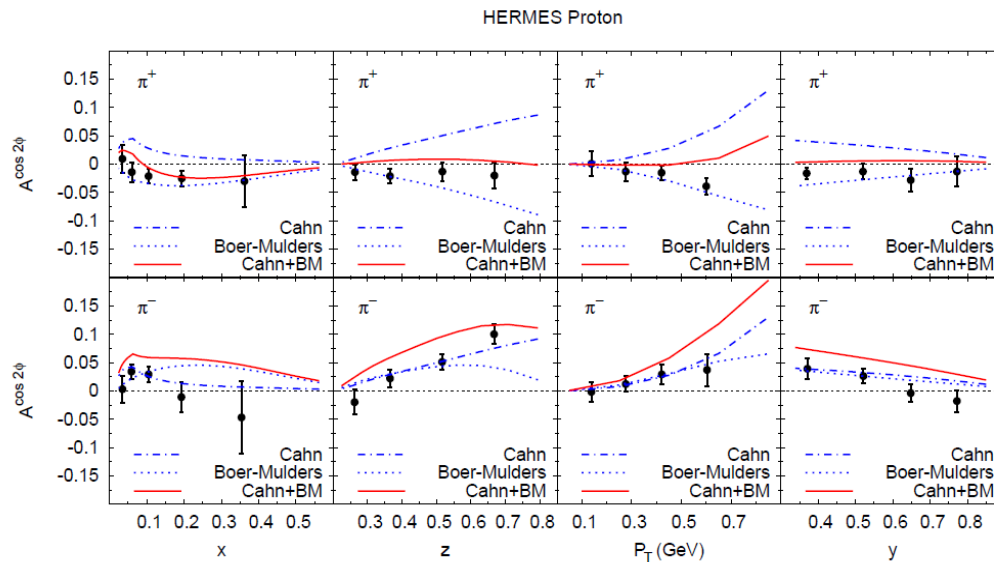 HERMES Proton
A^cos 2ϕ
0.15
0.1
0.05
0
-0.05
-0.1
-0.15
π+
Cahn
Boer-Mulders
Cahn+BM
π+
Cahn
Boer-Mulders
Cahn+BM
π+
Cahn
Boer-Mulders
Cahn+BM
π+
Cahn
Boer-Mulders
Cahn+BM
A^cos 2ϕ
0.15
0.1
0.05
0
-0.05
-0.1
-0.15
π−
Cahn
Boer-Mulders
Cahn+BM
π−
Cahn
Boer-Mulders
Cahn+BM
π−
Cahn
Boer-Mulders
Cahn+BM
π−
Cahn
Boer-Mulders
Cahn+BM
0.1 0.2 0.3 0.4 0.5
0.3 0.4 0.5 0.6 0.7 0.8
0.1 0.3 0.5 0.7
0.4 0.5 0.6 0.7 0.8
x
z
P_T (GeV)
y